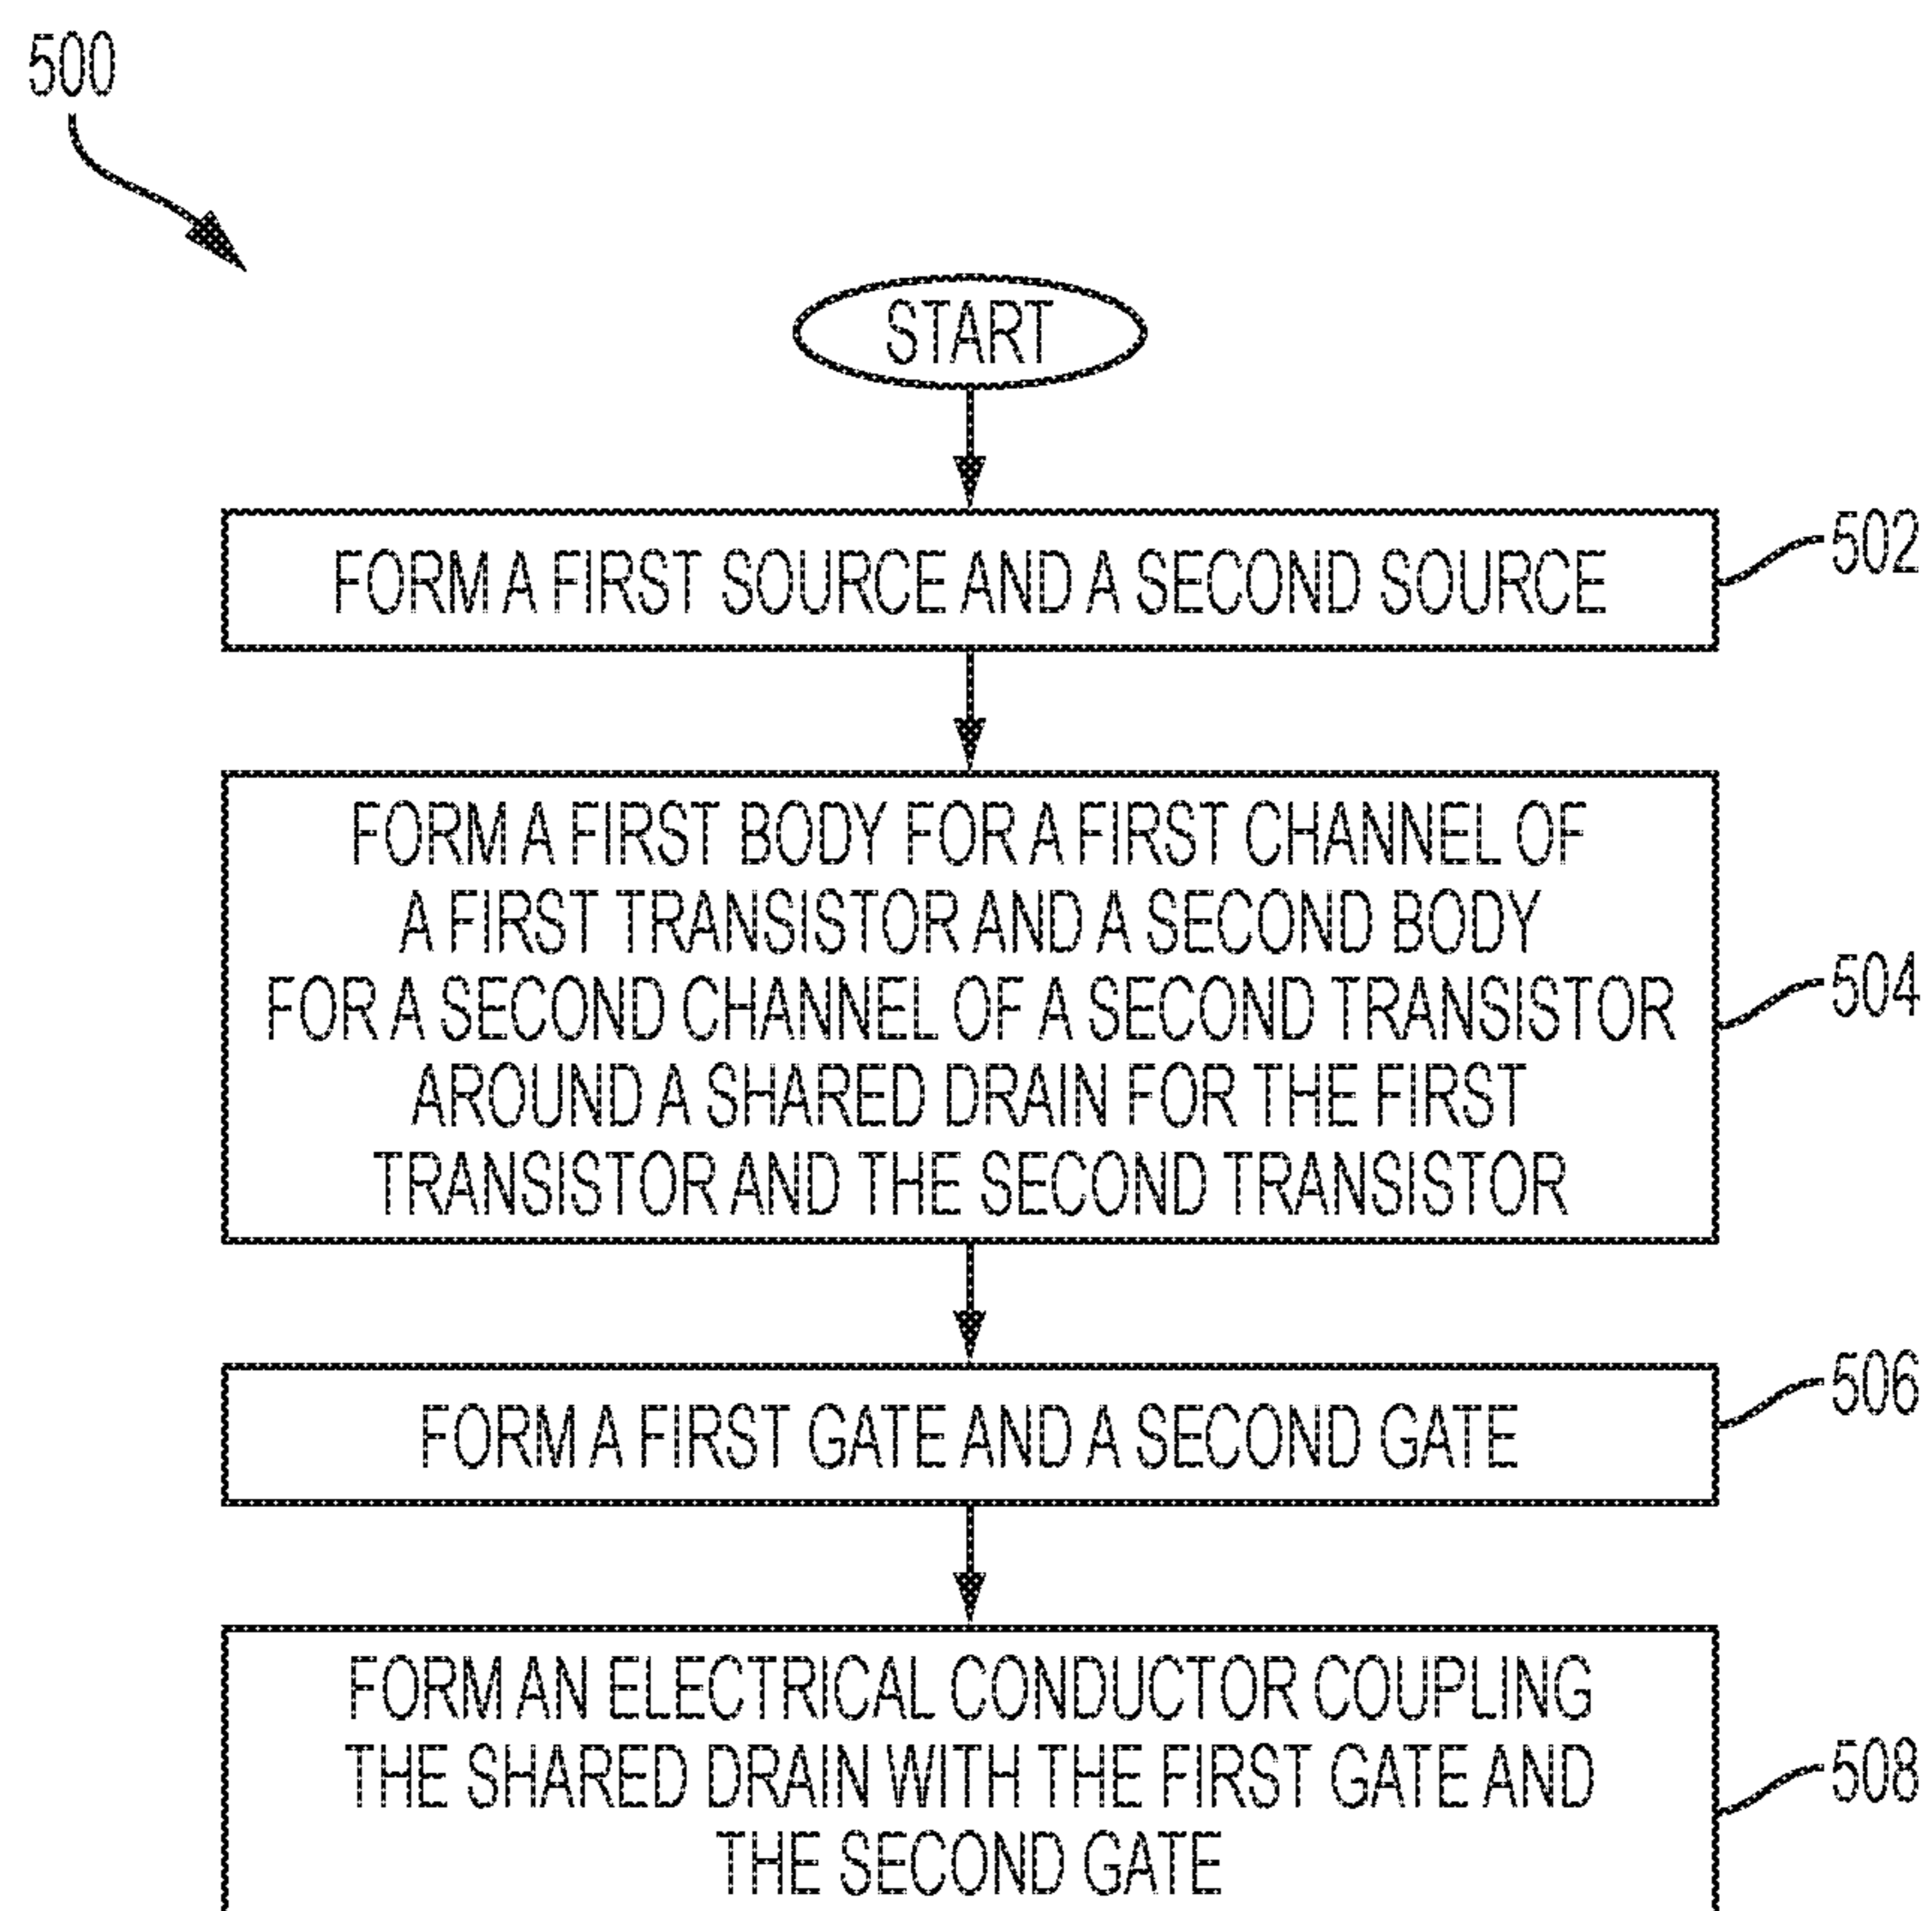 500
START
FORM A FIRST SOURCE AND A SECOND SOURCE
502
FORM A FIRST BODY FOR A FIRST CHANNEL OF
A FIRST TRANSISTOR AND A SECOND BODY
FOR A SECOND CHANNEL OF A SECOND TRANSISTOR
AROUND A SHARED DRAIN FOR THE FIRST
TRANSISTOR AND THE SECOND TRANSISTOR
504
FORM A FIRST GATE AND A SECOND GATE
506
FORM AN ELECTRICAL CONDUCTOR COUPLING
THE SHARED DRAIN WITH THE FIRST GATE AND
THE SECOND GATE
508